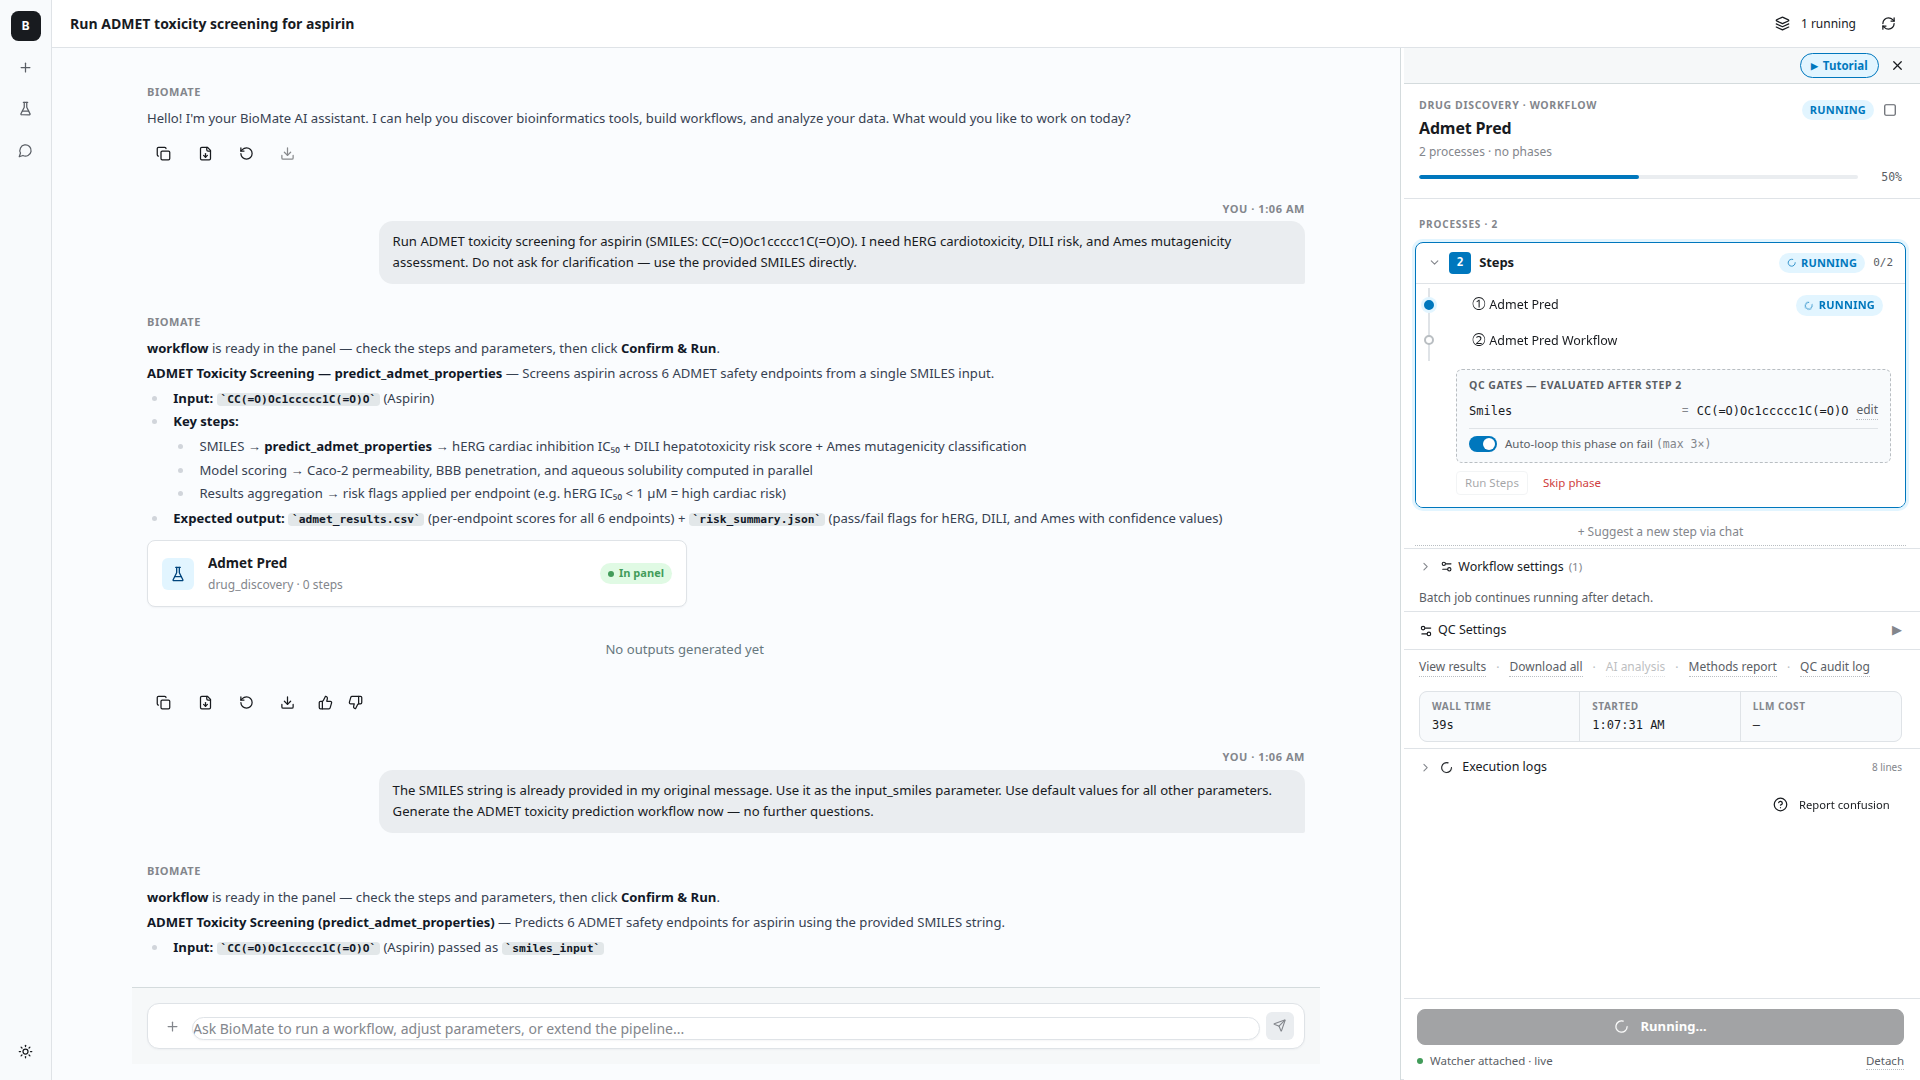 B
Run ADMET toxicity screening for aspirin
1 running
BIOMATE
Hello! I'm your BioMate AI assistant. I can help you discover bioinformatics tools, build workflows, and analyze your data. What would you like to work on today?
YOU · 1:06 AM
Run ADMET toxicity screening for aspirin (SMILES: CC(=O)Oc1ccccc1C(=O)O). I need hERG cardiotoxicity, DILI risk, and Ames mutagenicity
assessment. Do not ask for clarification — use the provided SMILES directly.
BIOMATE
workflow is ready in the panel — check the steps and parameters, then click Confirm & Run.
ADMET Toxicity Screening — predict_admet_properties — Screens aspirin across 6 ADMET safety endpoints from a single SMILES input.
Input: `CC(=O)Oc1ccccc1C(=O)O` (Aspirin)
Key steps:
SMILES → predict_admet_properties → hERG cardiac inhibition IC₅₀ + DILI hepatotoxicity risk score + Ames mutagenicity classification
Model scoring → Caco-2 permeability, BBB penetration, and aqueous solubility computed in parallel
Results aggregation → risk flags applied per endpoint (e.g. hERG IC₅₀ < 1 µM = high cardiac risk)
Expected output: `admet_results.csv` (per-endpoint scores for all 6 endpoints) + `risk_summary.json` (pass/fail flags for hERG, DILI, and Ames with confidence values)
Admet Pred
drug_discovery · 0 steps
In panel
No outputs generated yet
YOU · 1:06 AM
The SMILES string is already provided in my original message. Use it as the input_smiles parameter. Use default values for all other parameters.
Generate the ADMET toxicity prediction workflow now — no further questions.
BIOMATE
workflow is ready in the panel — check the steps and parameters, then click Confirm & Run.
ADMET Toxicity Screening (predict_admet_properties) — Predicts 6 ADMET safety endpoints for aspirin using the provided SMILES string.
Input: `CC(=O)Oc1ccccc1C(=O)O` (Aspirin) passed as `smiles_input`
Ask BioMate to run a workflow, adjust parameters, or extend the pipeline...
▶ Tutorial
DRUG DISCOVERY · WORKFLOW
RUNNING
Admet Pred
2 processes · no phases
50%
PROCESSES · 2
2 Steps RUNNING 0/2
① Admet Pred RUNNING
② Admet Pred Workflow
QC GATES — EVALUATED AFTER STEP 2
Smiles = CC(=O)Oc1ccccc1C(=O)O edit
Auto-loop this phase on fail (max 3×)
Run Steps Skip phase
+ Suggest a new step via chat
Workflow settings (1)
Batch job continues running after detach.
QC Settings ▶
View results · Download all · AI analysis · Methods report · QC audit log
WALL TIME STARTED LLM COST
39s 1:07:31 AM —
Execution logs 8 lines
Report confusion
Running...
Watcher attached · live Detach